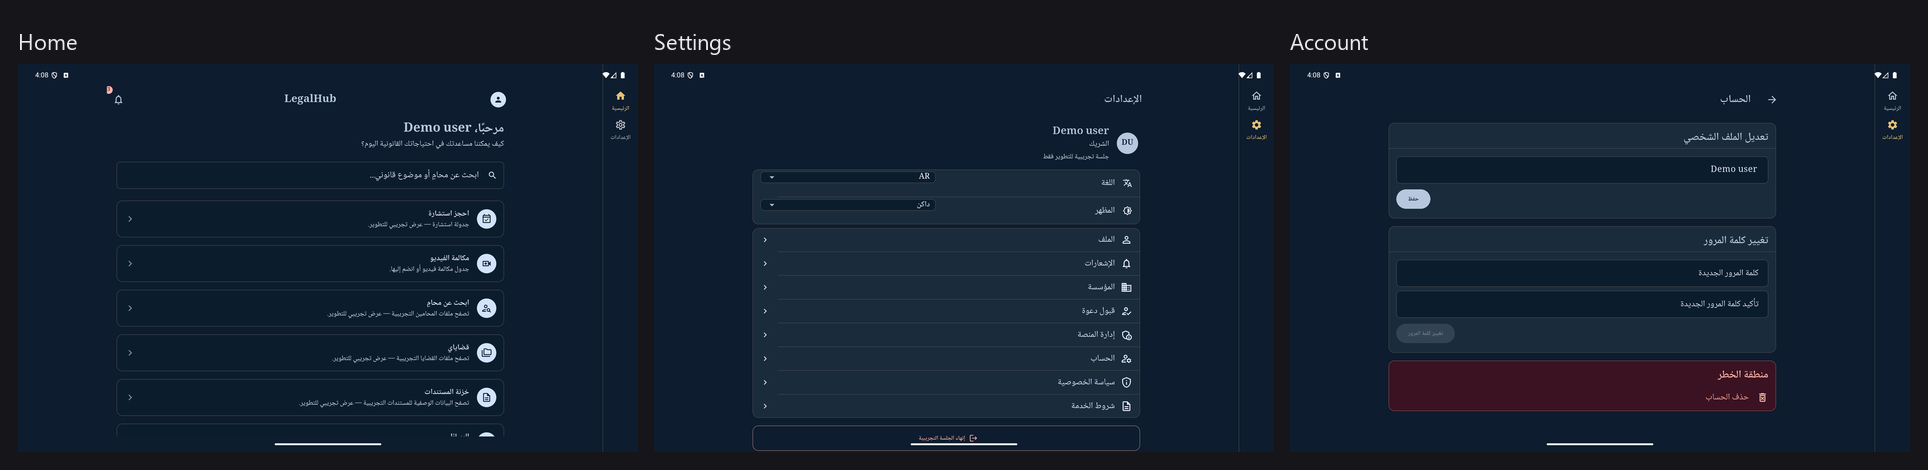 Home
4:08
LegalHub
الرئيسية
الإعدادات
مرحبًا، Demo user
كيف يمكننا مساعدتك في احتياجاتك القانونية اليوم؟
ابحث عن محامٍ أو موضوع قانوني...
احجز استشارة
جدولة استشارة — عرض تجريبي للتطوير.
مكالمة الفيديو
جدول مكالمة فيديو أو انضم إليها.
ابحث عن محامٍ
تصفح ملفات المحامين التجريبية — عرض تجريبي للتطوير.
قضاياي
تصفح ملفات القضايا التجريبية — عرض تجريبي للتطوير.
خزنة المستندات
تصفح البيانات الوصفية للمستندات التجريبية — عرض تجريبي للتطوير.
Settings
4:08
الإعدادات
الرئيسية
الإعدادات
Demo user
DU
الشريك
جلسة تجريبية للتطوير فقط
اللغة
AR
المظهر
داكن
الملف
الإشعارات
المؤسسة
قبول دعوة
إدارة المنصة
الحساب
سياسة الخصوصية
شروط الخدمة
إنهاء الجلسة التجريبية
Account
4:08
الحساب
الرئيسية
الإعدادات
تعديل الملف الشخصي
Demo user
حفظ
تغيير كلمة المرور
كلمة المرور الجديدة
تأكيد كلمة المرور الجديدة
تغيير كلمة المرور
منطقة الخطر
حذف الحساب